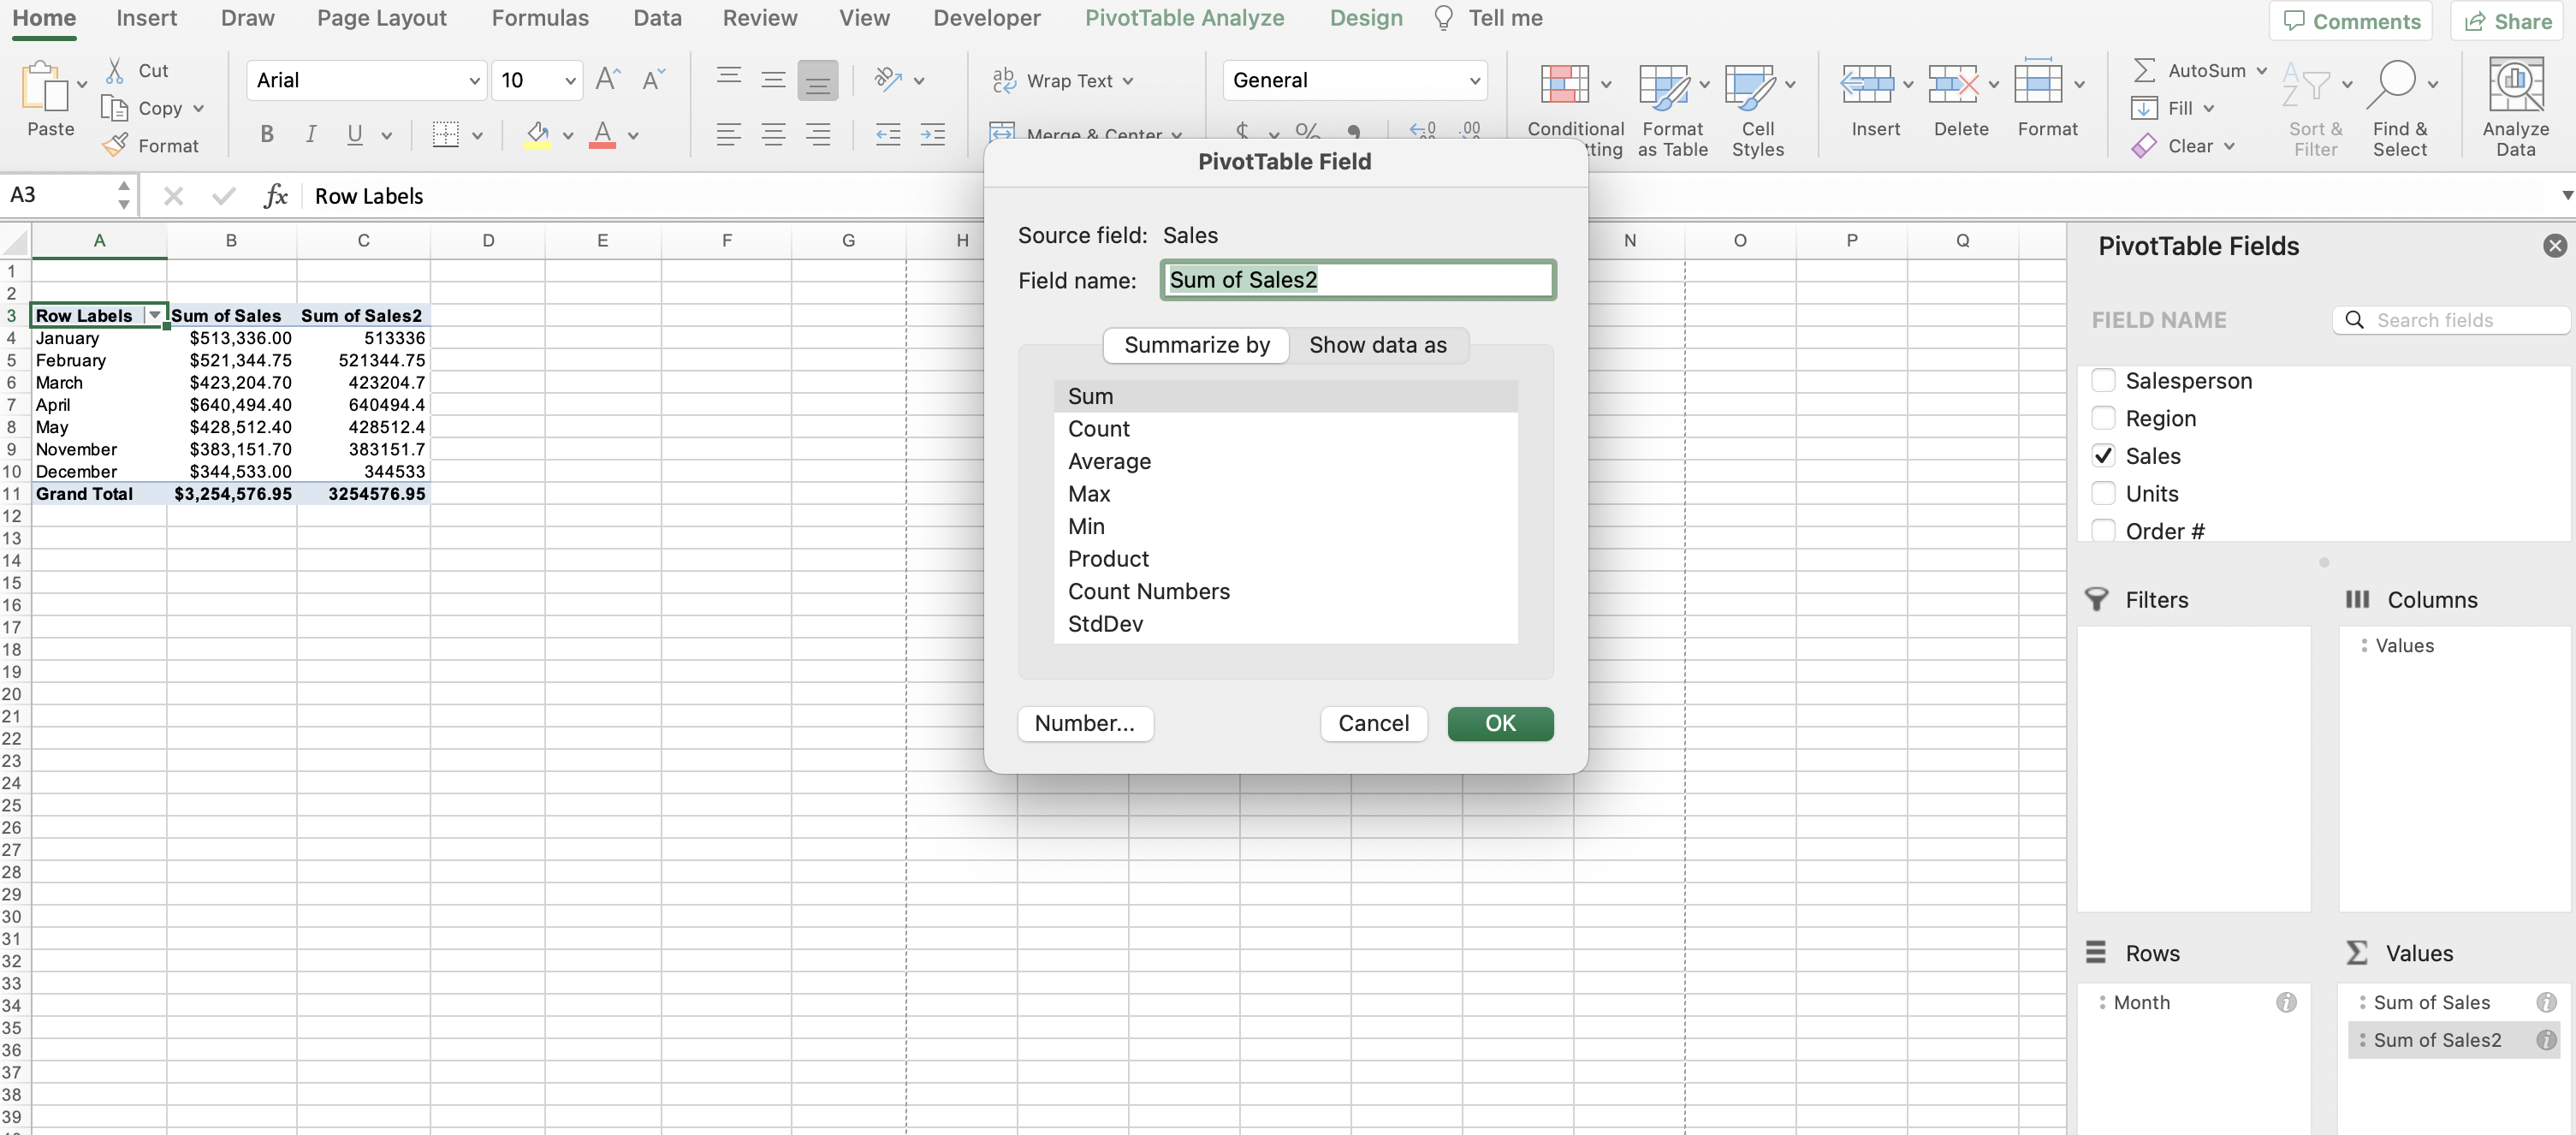 Home Insert Draw Page Layout Formulas Data Review View Developer PivotTable Analyze Design Tell me Comments Share
Paste Cut Copy Format
Arial 10 A A
B I U A
ab c Wrap Text
Merge & Center
General
$ % .00
Conditional Format Cell
tting as Table Styles
Insert Delete Format
AutoSum
Fill
Clear
A Z
Sort & Find & Analyze
Filter Select Data
A3 fx Row Labels
A B C D E F G H N O P Q
1
2
3 Row Labels Sum of Sales Sum of Sales2
4 January $513,336.00 513336
5 February $521,344.75 521344.75
6 March $423,204.70 423204.7
7 April $640,494.40 640494.4
8 May $428,512.40 428512.4
9 November $383,151.70 383151.7
10 December $344,533.00 344533
11 Grand Total $3,254,576.95 3254576.95
12
13
14
15
16
17
18
19
20
21
22
23
24
25
26
27
28
29
30
31
32
33
34
35
36
37
38
39
PivotTable Field
Source field: Sales
Field name: Sum of Sales2
Summarize by Show data as
Sum
Count
Average
Max
Min
Product
Count Numbers
StdDev
Number... Cancel OK
PivotTable Fields
FIELD NAME Search fields
Salesperson
Region
Sales
Units
Order #
Filters
Columns
Values
Rows
Month
Values
Sum of Sales
Sum of Sales2